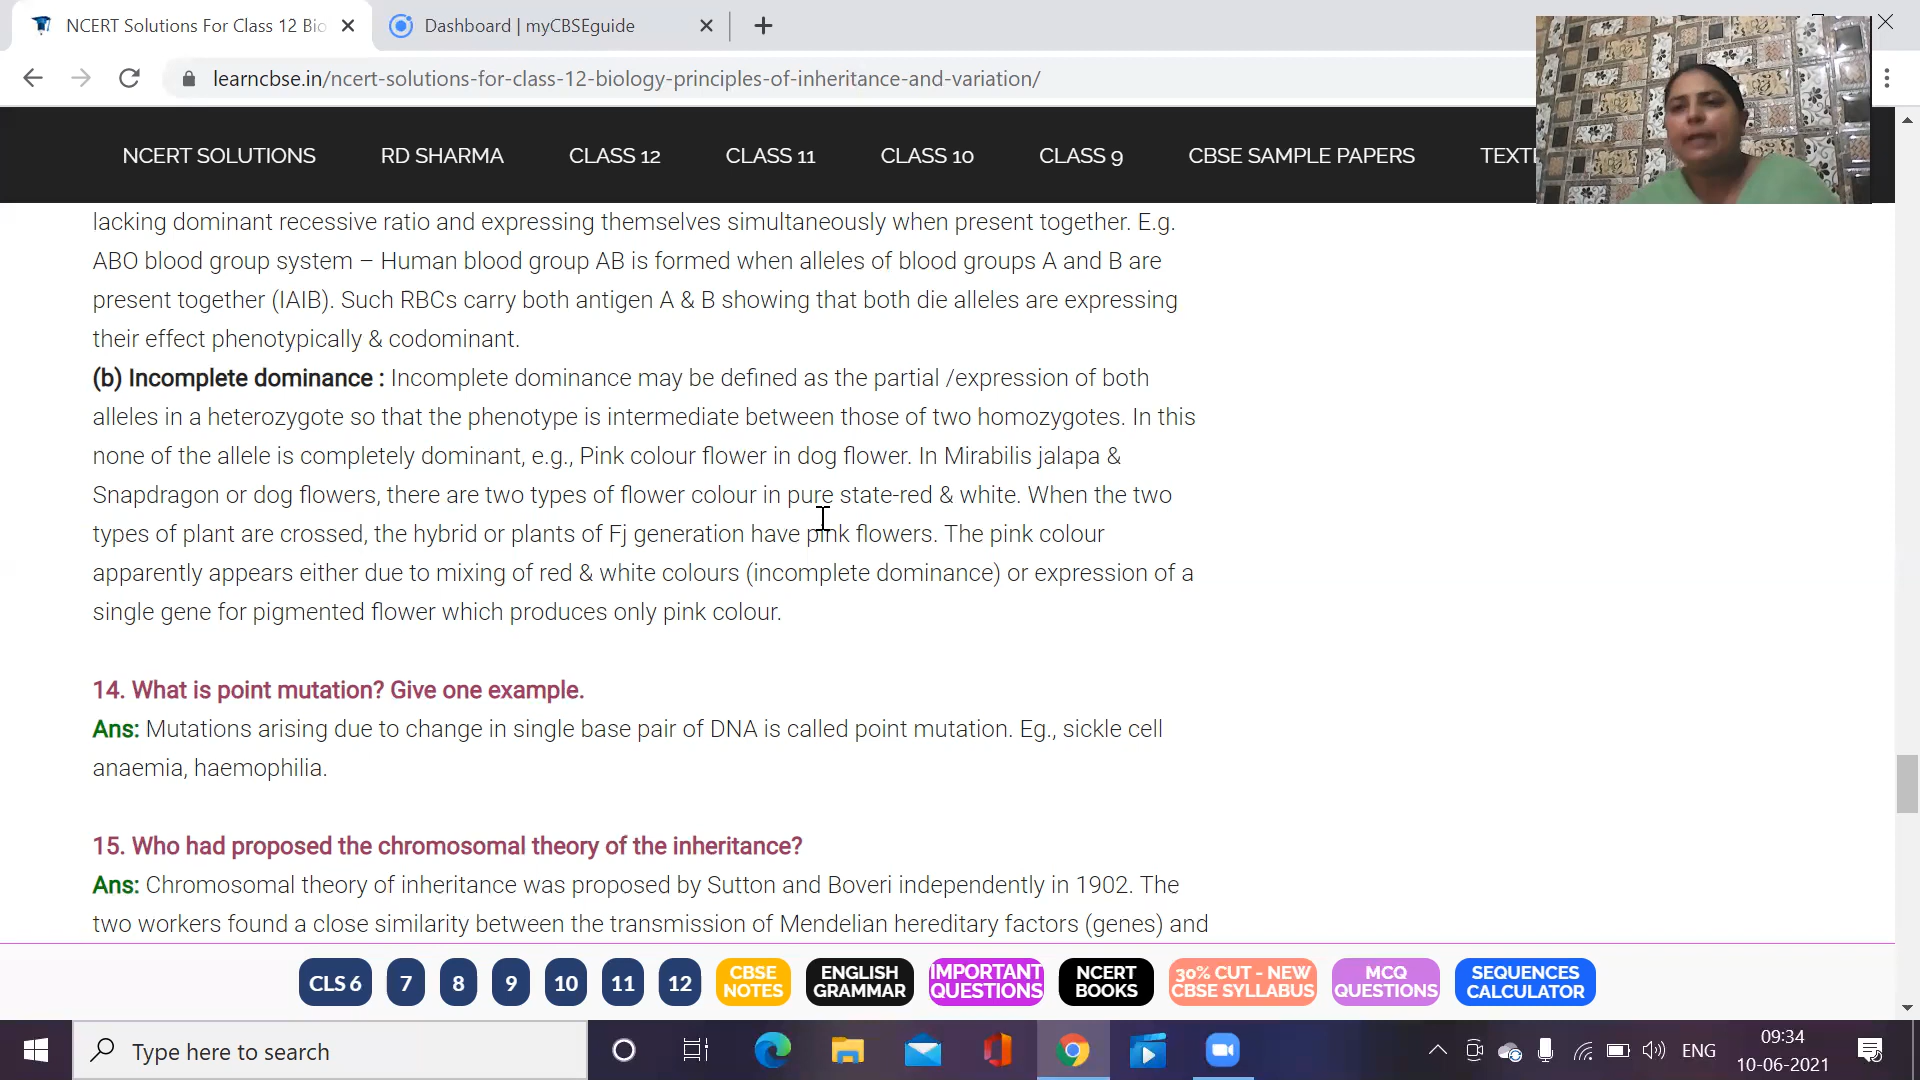 NCERT Solutions For Class 12 Bio
Dashboard | myCBSEguide
learncbse.in/ncert-solutions-for-class-12-biology-principles-of-inheritance-and-variation/
NCERT SOLUTIONS RD SHARMA CLASS 12 CLASS 11 CLASS 10 CLASS 9 CBSE SAMPLE PAPERS
lacking dominant recessive ratio and expressing themselves simultaneously when present together. E.g.
ABO blood group system – Human blood group AB is formed when alleles of blood groups A and B are
present together (IAIB). Such RBCs carry both antigen A & B showing that both die alleles are expressing
their effect phenotypically & codominant.
(b) Incomplete dominance : Incomplete dominance may be defined as the partial /expression of both
alleles in a heterozygote so that the phenotype is intermediate between those of two homozygotes. In this
none of the allele is completely dominant, e.g., Pink colour flower in dog flower. In Mirabilis jalapa &
Snapdragon or dog flowers, there are two types of flower colour in pure state-red & white. When the two
types of plant are crossed, the hybrid or plants of Fj generation have pink flowers. The pink colour
apparently appears either due to mixing of red & white colours (incomplete dominance) or expression of a
single gene for pigmented flower which produces only pink colour.
14. What is point mutation? Give one example.
Ans: Mutations arising due to change in single base pair of DNA is called point mutation. Eg., sickle cell
anaemia, haemophilia.
15. Who had proposed the chromosomal theory of the inheritance?
Ans: Chromosomal theory of inheritance was proposed by Sutton and Boveri independently in 1902. The
two workers found a close similarity between the transmission of Mendelian hereditary factors (genes) and
CLS 6 7 8 9 10 11 12
CBSE NOTES
ENGLISH GRAMMAR
IMPORTANT QUESTIONS
NCERT BOOKS
30% CUT - NEW CBSE SYLLABUS
MCQ QUESTIONS
SEQUENCES CALCULATOR
Type here to search
ENG
09:34
10-06-2021